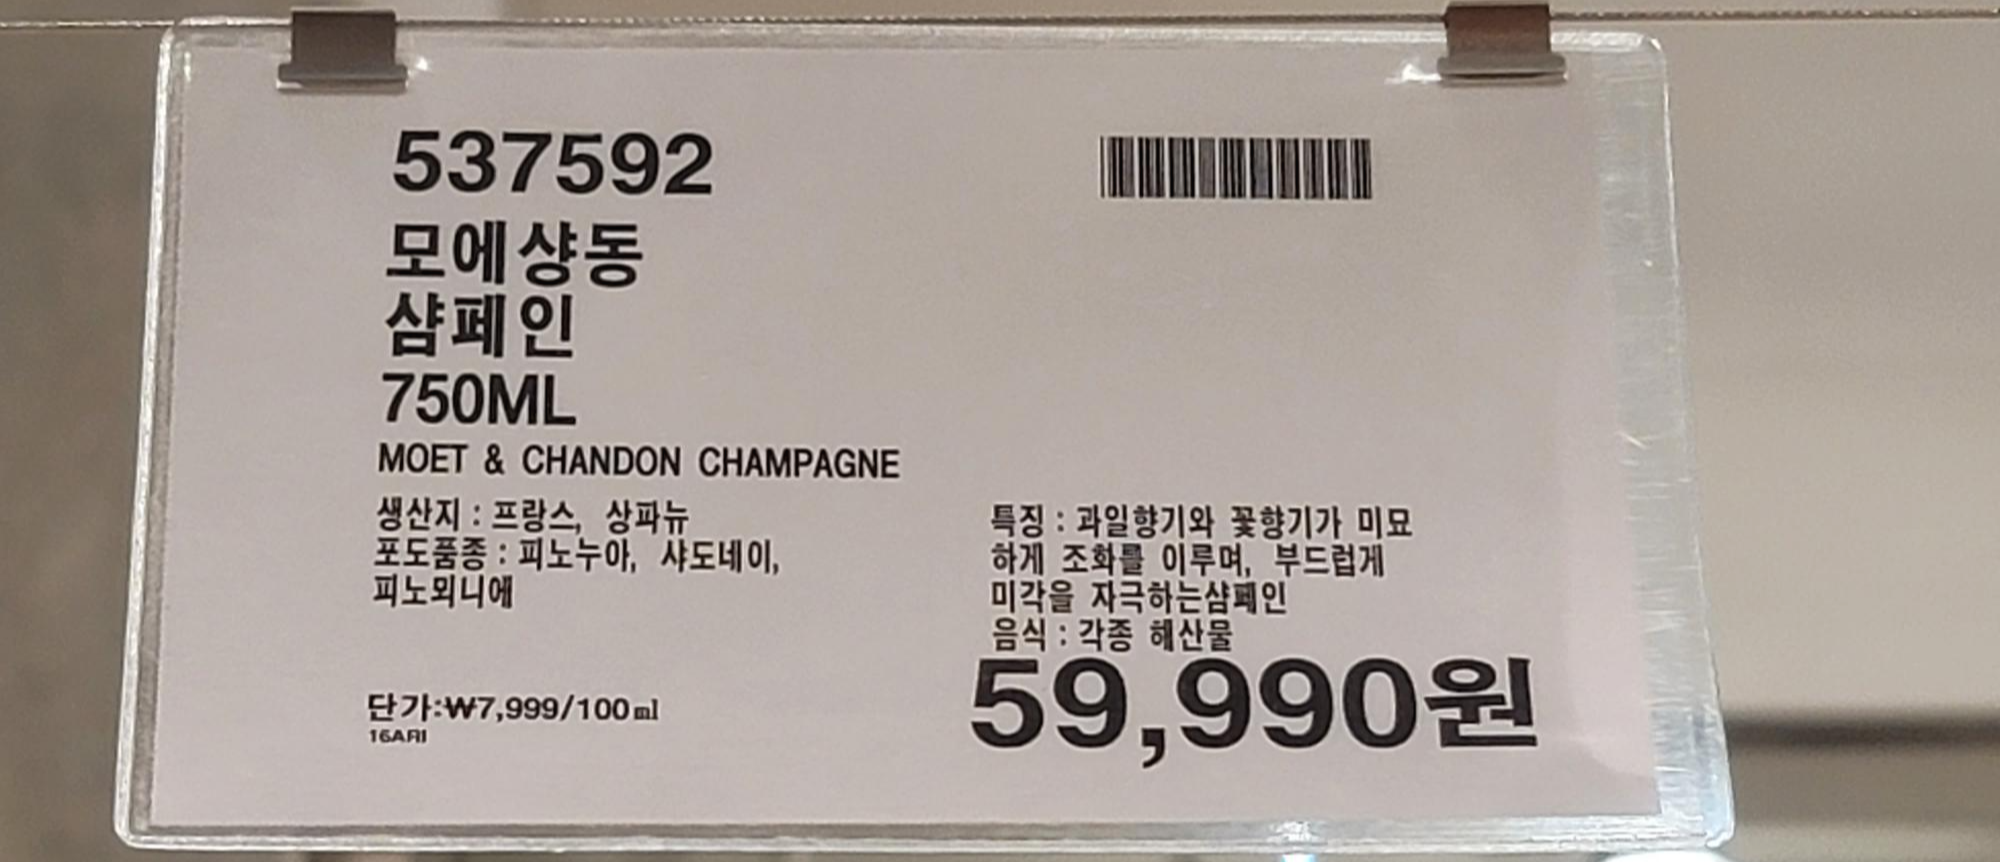 537592
모에샹동
샴페인
750ML
MOET & CHANDON CHAMPAGNE
생산지 : 프랑스, 상파뉴
포도품종 : 피노누아, 샤도네이,
피노뫼니에
특징 : 과일향기와 꽃향기가 미묘
하게 조화를 이루며, 부드럽게
미각을 자극하는샴페인
음식 : 각종 해산물
단가:₩7,999/100㎖
16ARI
59,990원